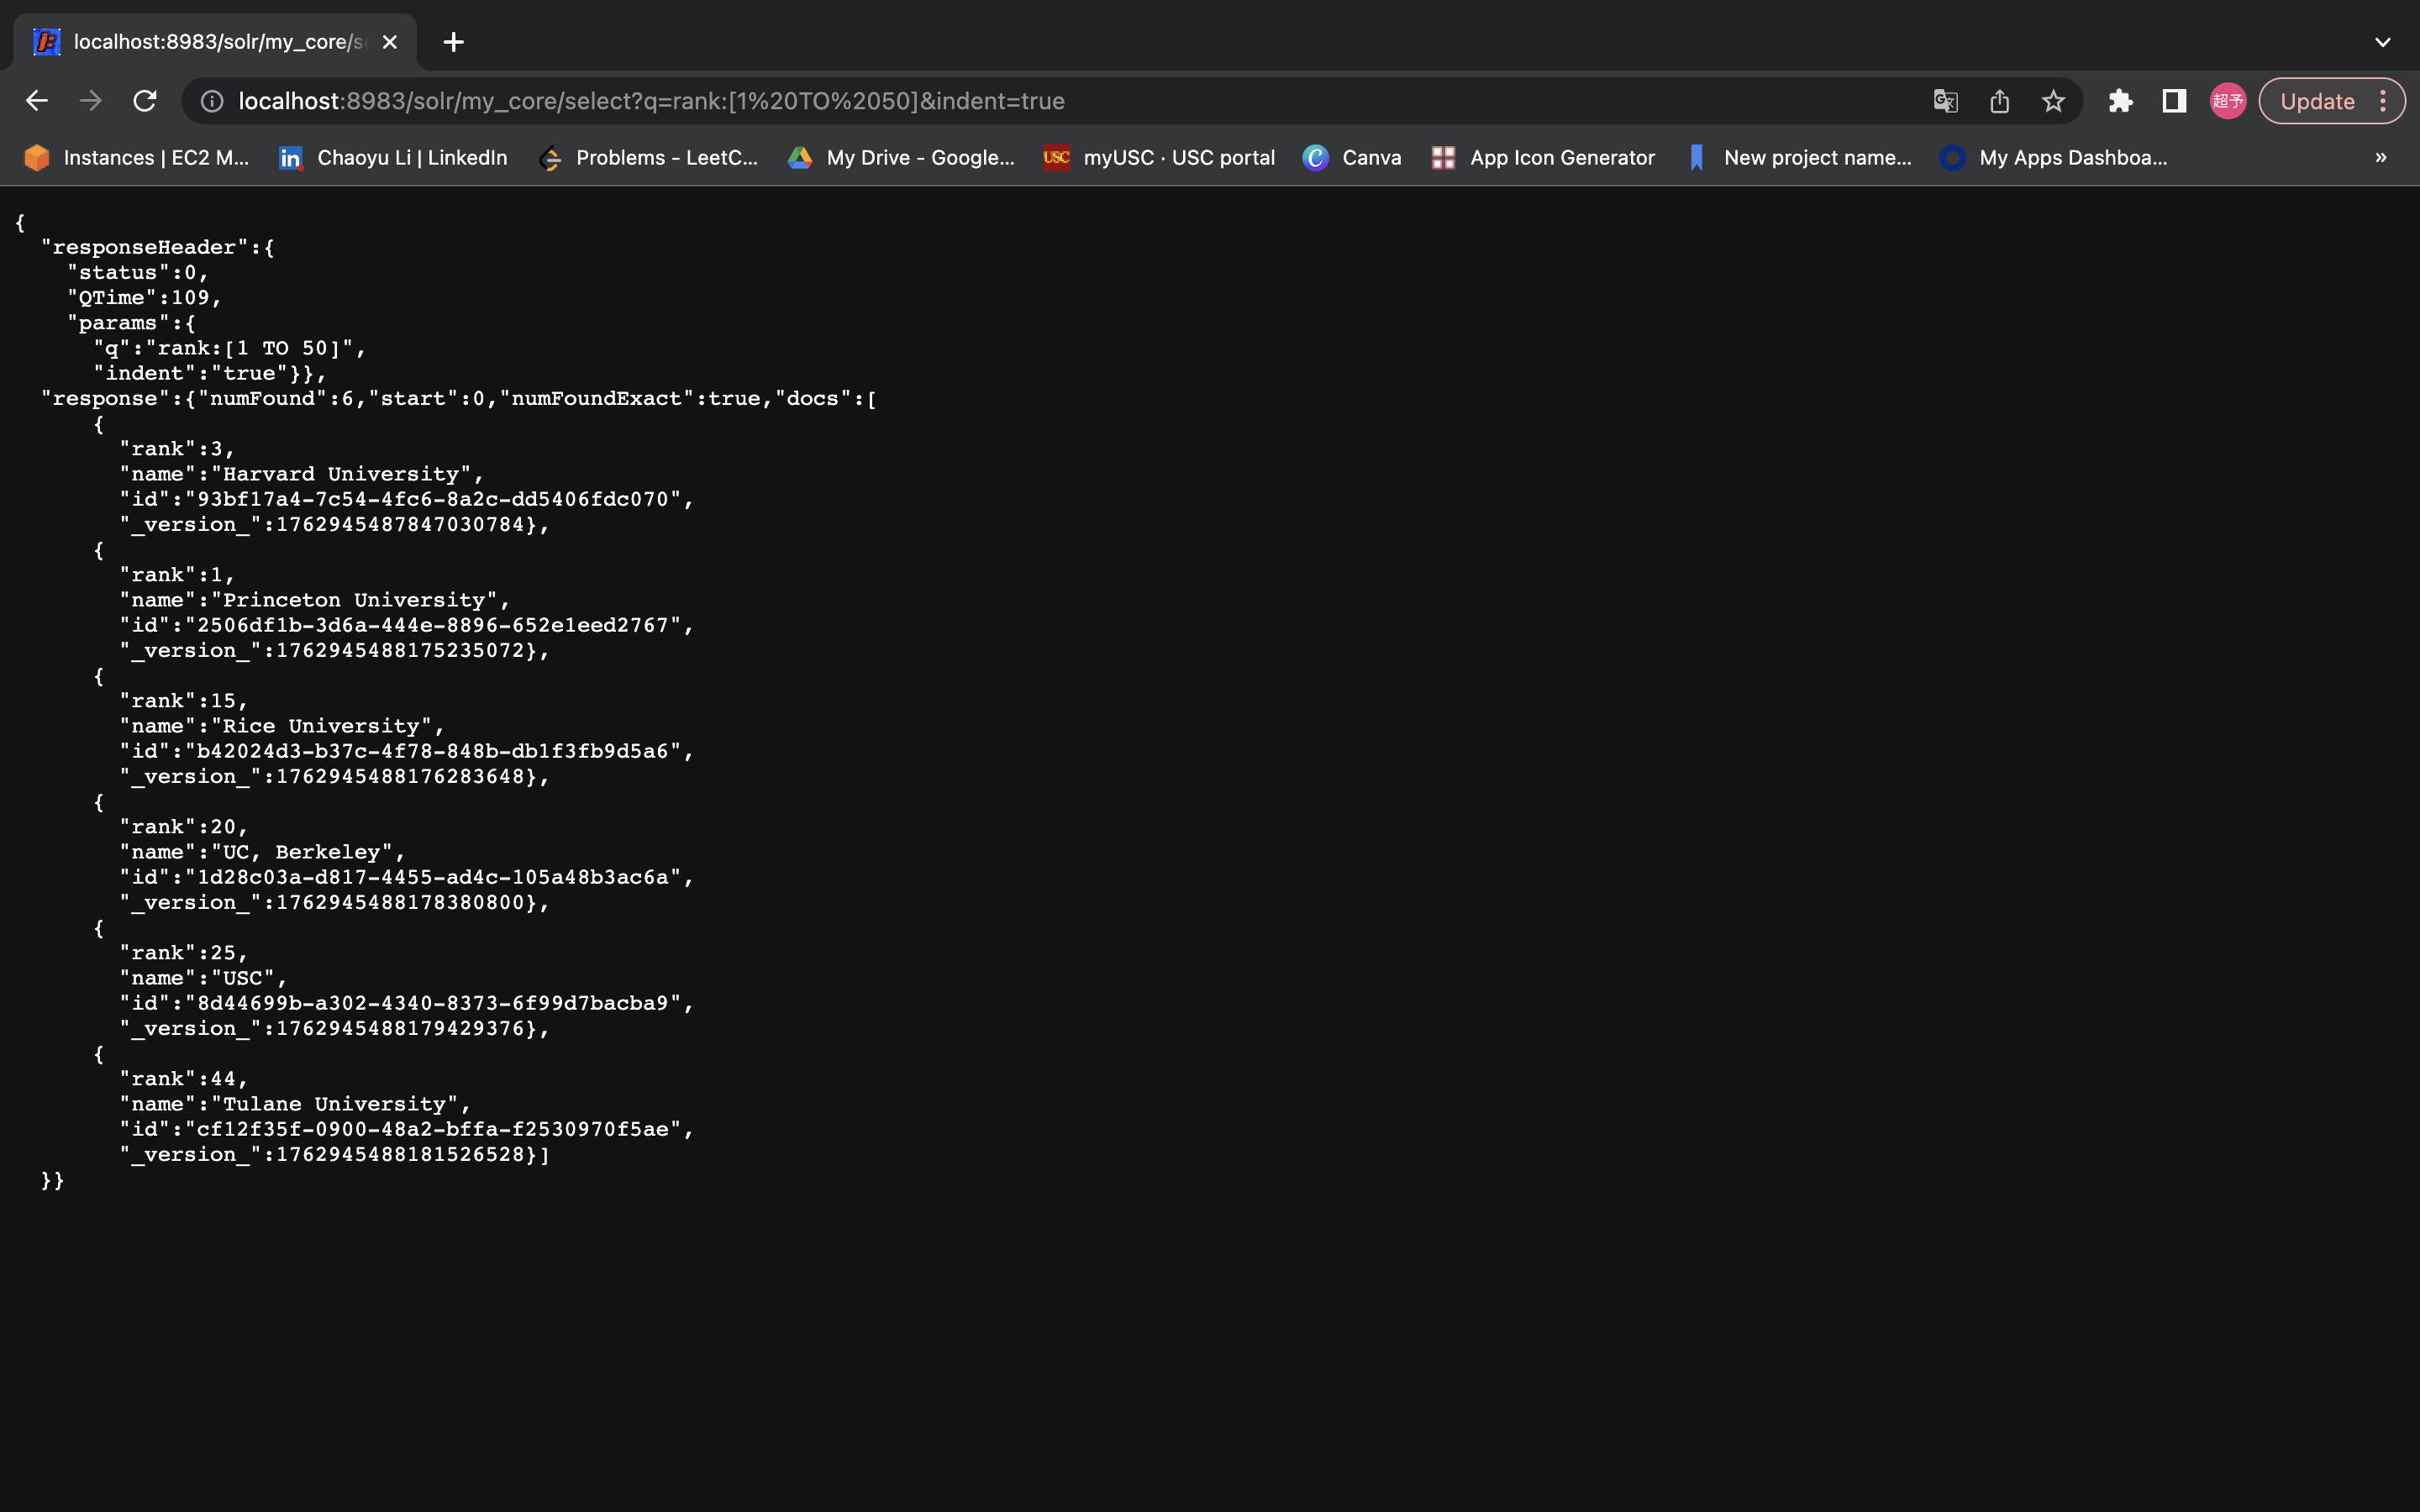 localhost:8983/solr/my_core/s
localhost:8983/solr/my_core/select?q=rank:[1%20TO%2050]&indent=true
超予
Update
Instances | EC2 M...
in
Chaoyu Li | LinkedIn
Problems - LeetC...
My Drive - Google...
USC
myUSC · USC portal
C
Canva
App Icon Generator
New project name...
My Apps Dashboa...
»
{
  "responseHeader":{
    "status":0,
    "QTime":109,
    "params":{
      "q":"rank:[1 TO 50]",
      "indent":"true"}},
  "response":{"numFound":6,"start":0,"numFoundExact":true,"docs":[
      {
        "rank":3,
        "name":"Harvard University",
        "id":"93bf17a4-7c54-4fc6-8a2c-dd5406fdc070",
        "_version_":1762945487847030784},
      {
        "rank":1,
        "name":"Princeton University",
        "id":"2506df1b-3d6a-444e-8896-652e1eed2767",
        "_version_":1762945488175235072},
      {
        "rank":15,
        "name":"Rice University",
        "id":"b42024d3-b37c-4f78-848b-db1f3fb9d5a6",
        "_version_":1762945488176283648},
      {
        "rank":20,
        "name":"UC, Berkeley",
        "id":"1d28c03a-d817-4455-ad4c-105a48b3ac6a",
        "_version_":1762945488178380800},
      {
        "rank":25,
        "name":"USC",
        "id":"8d44699b-a302-4340-8373-6f99d7bacba9",
        "_version_":1762945488179429376},
      {
        "rank":44,
        "name":"Tulane University",
        "id":"cf12f35f-0900-48a2-bffa-f2530970f5ae",
        "_version_":1762945488181526528}]
  }}